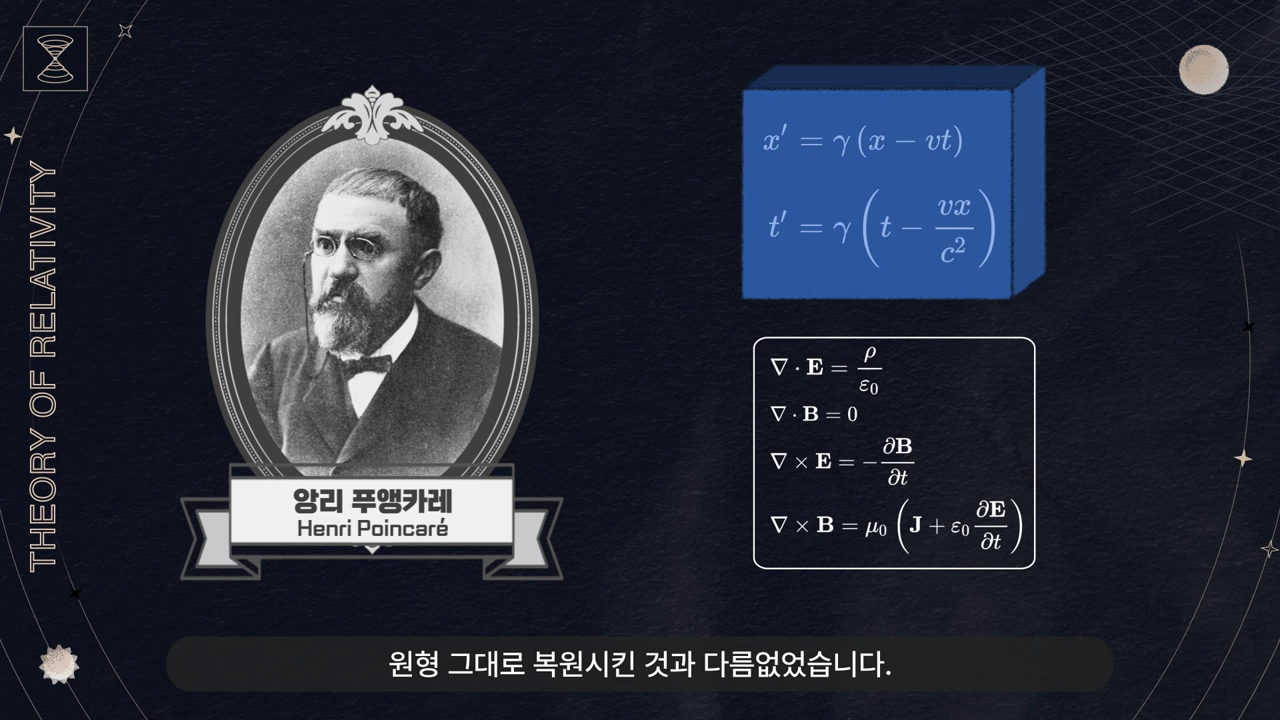 THEORY OF RELATIVITY
앙리 푸앵카레
Henri Poincaré
x′ = γ (x − vt)
t′ = γ (t − vx/c²)
∇ · E = ρ/ε₀
∇ · B = 0
∇ × E = −∂B/∂t
∇ × B = μ₀ (J + ε₀ ∂E/∂t)
원형 그대로 복원시킨 것과 다름없었습니다.